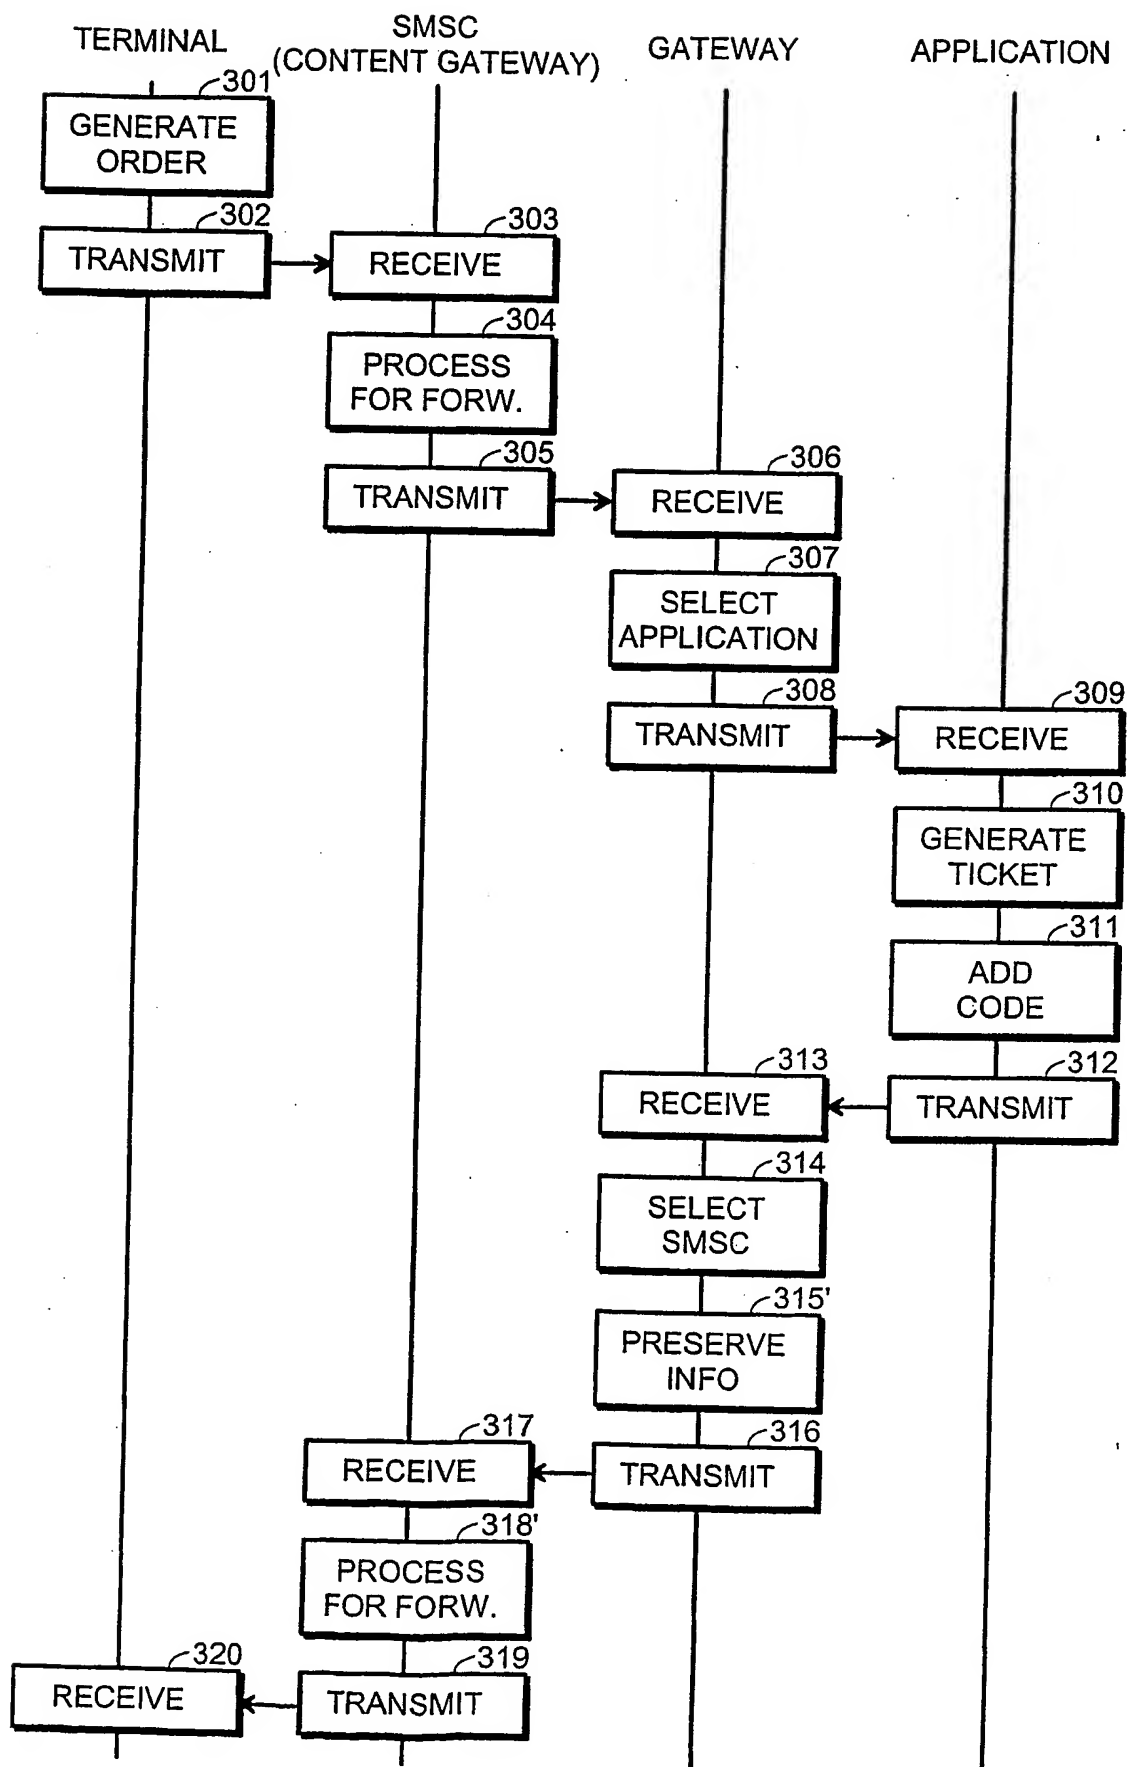 TERMINAL
SMSC
(CONTENT GATEWAY)
GATEWAY
APPLICATION
301
GENERATE
ORDER
302
TRANSMIT
303
RECEIVE
304
PROCESS
FOR FORW.
305
TRANSMIT
306
RECEIVE
307
SELECT
APPLICATION
308
TRANSMIT
309
RECEIVE
310
GENERATE
TICKET
311
ADD
CODE
312
TRANSMIT
313
RECEIVE
314
SELECT
SMSC
315'
PRESERVE
INFO
316
TRANSMIT
317
RECEIVE
318'
PROCESS
FOR FORW.
319
TRANSMIT
320
RECEIVE